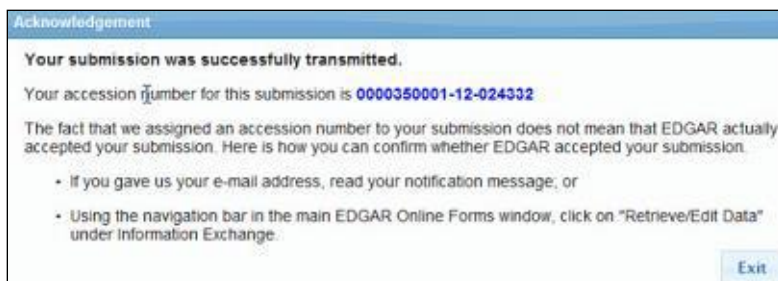 Acknowledgement
Your submission was successfully transmitted.
Your accession number for this submission is 0000350001-12-024332
The fact that we assigned an accession number to your submission does not mean that EDGAR actually
accepted your submission. Here is how you can confirm whether EDGAR accepted your submission.
• If you gave us your e-mail address, read your notification message; or
• Using the navigation bar in the main EDGAR Online Forms window, click on "Retrieve/Edit Data"
under Information Exchange.
Exit